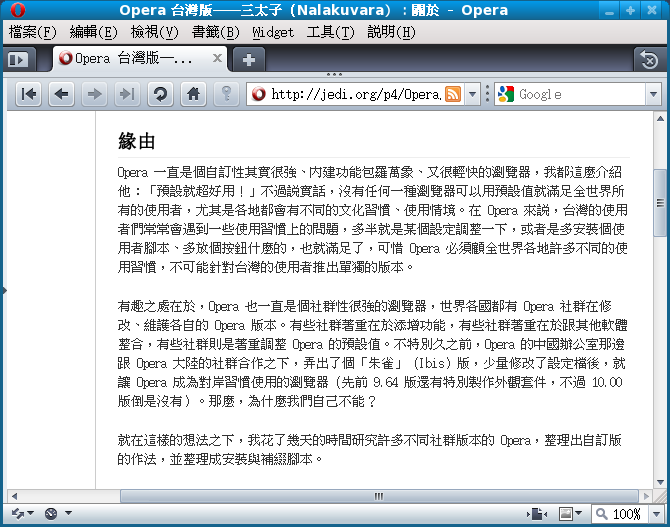 Opera 台灣版──三太子 (Nalakuvara) : 關於 - Opera
檔案(F) 編輯(E) 檢視(V) 書籤(B) Widget 工具(T) 說明(H)
Opera 台灣版一...
http://jedi.org/p4/Opera.
Google
緣由
Opera 一直是個自訂性其實很強、內建功能包羅萬象、又很輕快的瀏覽器，我都這麼介紹
他：「預設就超好用！」不過說實話，沒有任何一種瀏覽器可以用預設值就滿足全世界所
有的使用者，尤其是各地都會有不同的文化習慣、使用情境。在 Opera 來說，台灣的使用
者們常常會遇到一些使用習慣上的問題，多半就是某個設定調整一下，或者是多安裝個使
用者腳本、多放個按鈕什麼的，也就滿足了，可惜 Opera 必須顧全世界各地許多不同的使
用習慣，不可能針對台灣的使用者推出單獨的版本。
有趣之處在於，Opera 也一直是個社群性很強的瀏覽器，世界各國都有 Opera 社群在修
改、維護各自的 Opera 版本。有些社群著重在於添增功能，有些社群著重在於跟其他軟體
整合，有些社群則是著重調整 Opera 的預設值。不特別久之前，Opera 的中國辦公室那邊
跟 Opera 大陸的社群合作之下，弄出了個「朱雀」(Ibis) 版，少量修改了設定檔後，就
讓 Opera 成為對岸習慣使用的瀏覽器 (先前 9.64 版還有特別製作外觀套件，不過 10.00
版倒是沒有)。那麼，為什麼我們自己不能？
就在這樣的想法之下，我花了幾天的時間研究許多不同社群版本的 Opera，整理出自訂版
的作法，並整理成安裝與補綴腳本。
100%